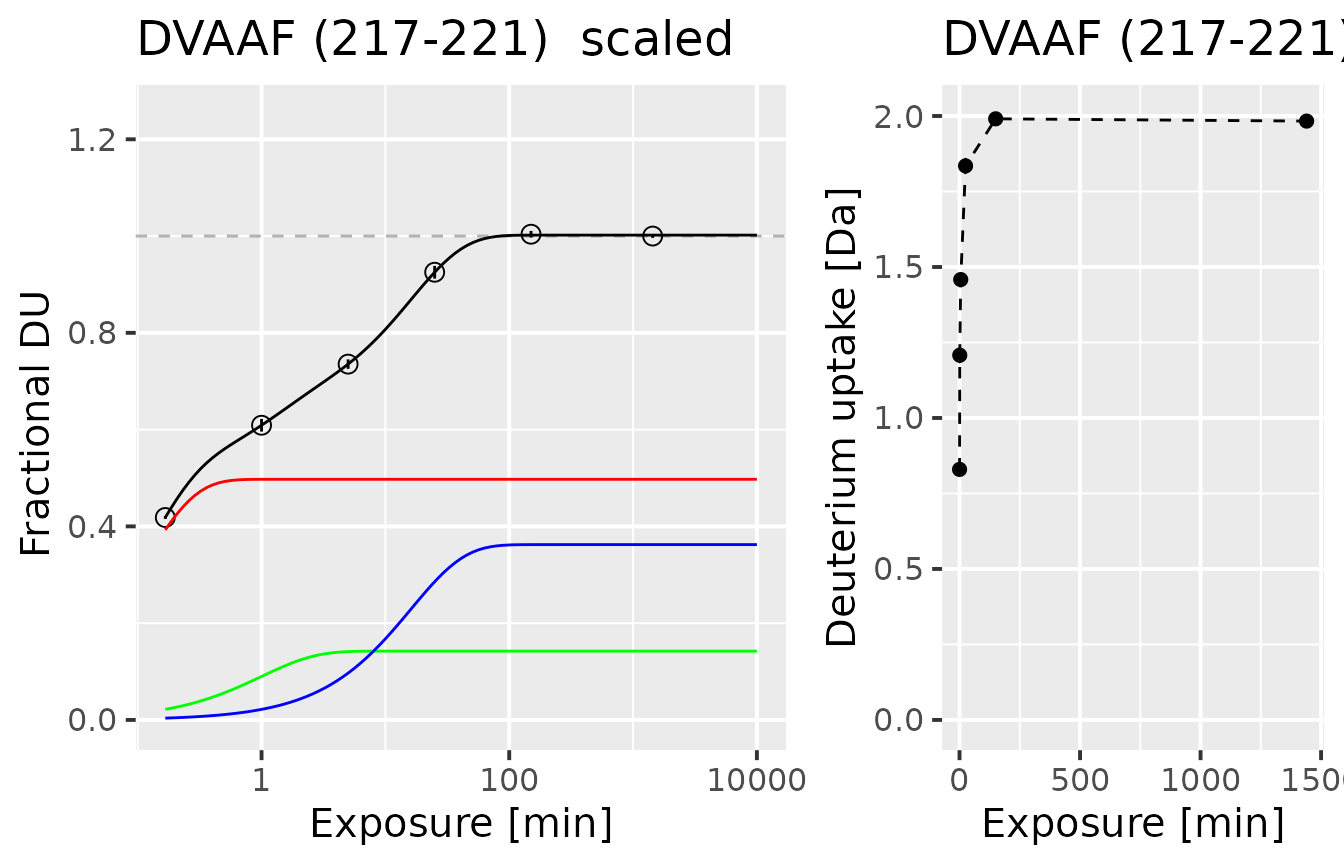 DVAAF (217-221)  scaled
1.2
0.8
0.4
0.0
Fractional DU
1
100
10000
Exposure [min]
DVAAF (217-221)
2.0
1.5
1.0
0.5
0.0
Deuterium uptake [Da]
0
500
1000
1500
Exposure [min]